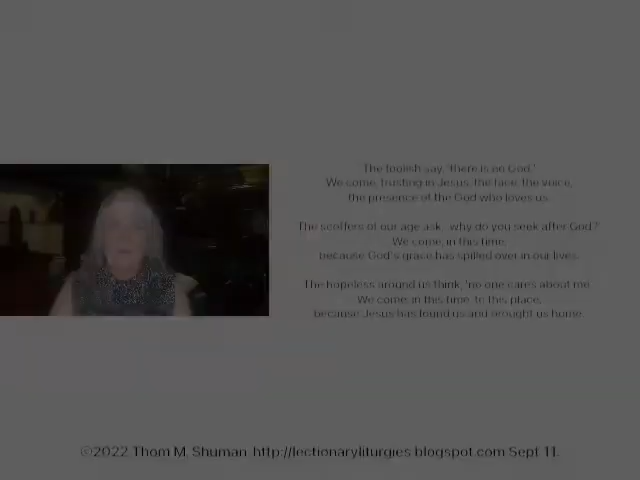 The foolish say, 'there is no God.'
We come, trusting in Jesus, the face, the voice,
the presence of the God who loves us.
The scoffers of our age ask, 'why do you seek after God?'
We come, in this time,
because God's grace has spilled over in our lives.
The hopeless around us think, 'no one cares about me.'
We come, in this time, to this place,
because Jesus has found us and brought us home.
©2022 Thom M. Shuman http://lectionaryliturgies.blogspot.com Sept 11.